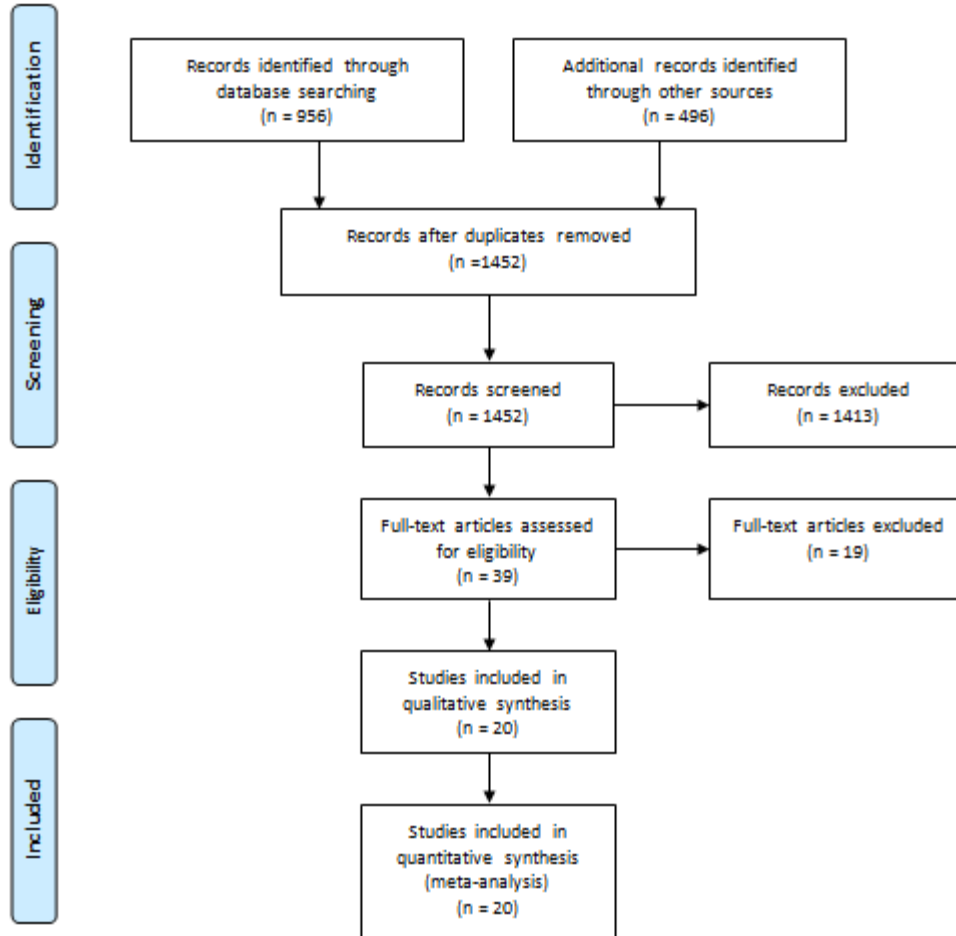 Identification
Records identified through
database searching
(n = 956)
Additional records identified
through other sources
(n = 496)
Records after duplicates removed
(n =1452)
Screening
Records screened
(n = 1452)
Records excluded
(n = 1413)
Eligibility
Full-text articles assessed
for eligibility
(n = 39)
Full-text articles excluded
(n = 19)
Studies included in
qualitative synthesis
(n = 20)
Included
Studies included in
quantitative synthesis
(meta-analysis)
(n = 20)